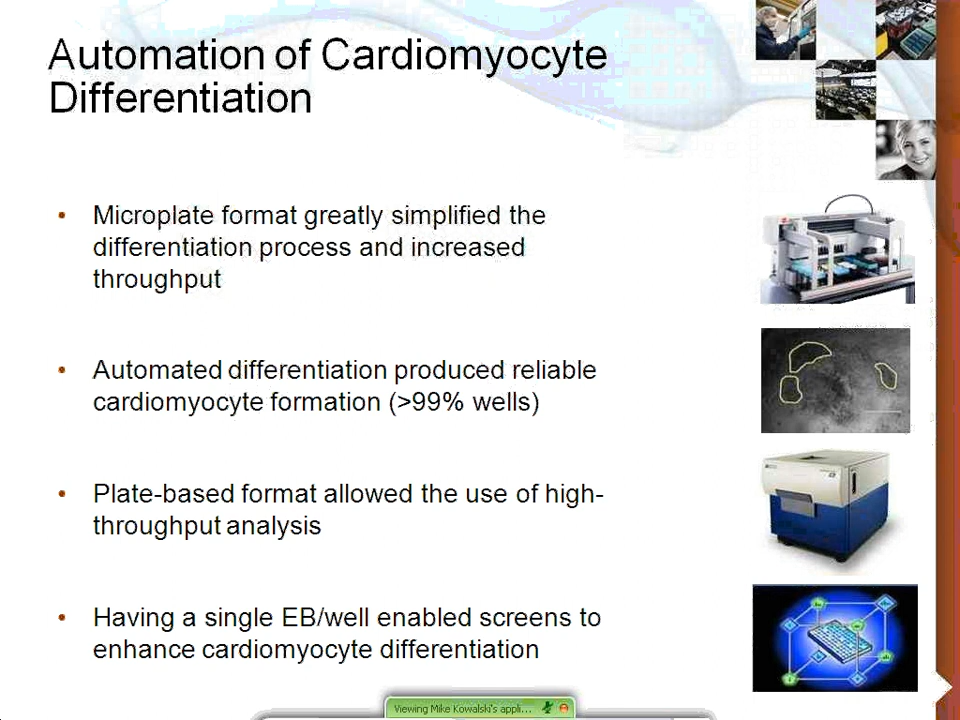 Automation of Cardiomyocyte
Differentiation
• Microplate format greatly simplified the
differentiation process and increased
throughput
• Automated differentiation produced reliable
cardiomyocyte formation (>99% wells)
• Plate-based format allowed the use of high-
throughput analysis
• Having a single EB/well enabled screens to
enhance cardiomyocyte differentiation
Viewing Mike Kowalski's appli...